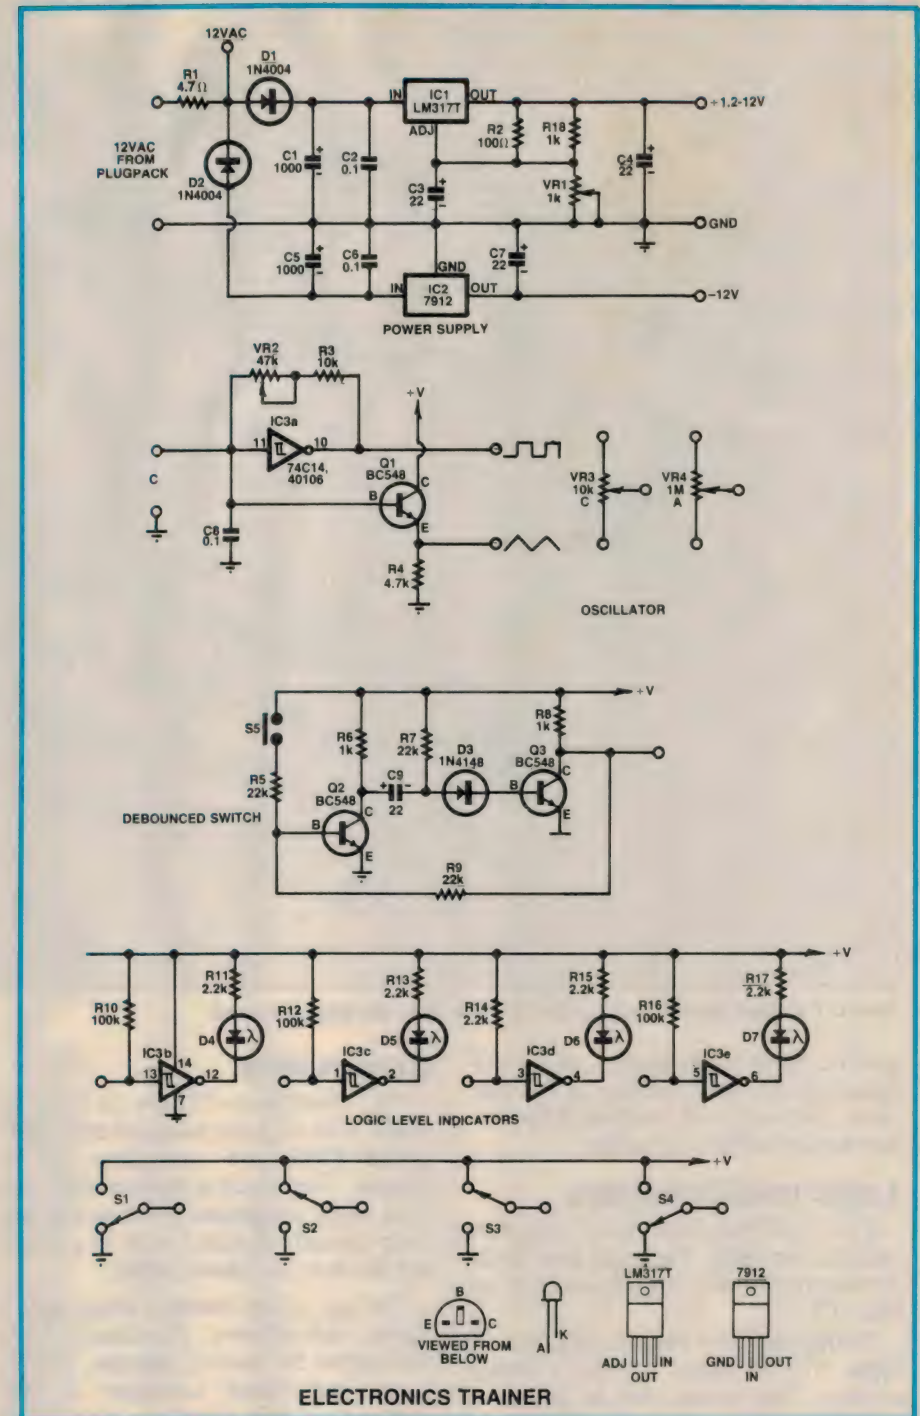 12VAC
R1
4.7Ω
D1
1N4004
IN
IC1
LM317T
OUT
ADJ
+1.2-12V
12VAC
FROM
PLUGPACK
D2
1N4004
C1
1000
+
-
C2
0.1
C3
22
+
-
R2
100Ω
R18
1k
VR1
1k
C4
22
+
-
GND
C5
1000
+
-
C6
0.1
IN
GND
IC2
7912
OUT
C7
22
+
-
-12V
POWER SUPPLY
VR2
47k
R3
10k
+V
IC3a
11
10
74C14,
40106
C
Q1
BC548
B
C
E
C8
0.1
R4
4.7k
VR3
10k
C
VR4
1M
A
OSCILLATOR
+V
S5
R5
22k
R6
1k
R7
22k
R8
1k
D3
1N4148
Q3
BC548
B
C
E
+
C9
-
22
Q2
BC548
B
C
E
DEBOUNCED SWITCH
R9
22k
+V
R10
100k
R11
2.2k
R12
100k
R13
2.2k
R14
2.2k
R15
2.2k
R16
100k
R17
2.2k
D4
λ
D5
λ
D6
λ
D7
λ
IC3b
13
14
12
7
IC3c
1
2
IC3d
3
4
IC3e
5
6
LOGIC LEVEL INDICATORS
+V
S1
S2
S3
S4
B
E
C
VIEWED FROM
BELOW
A
K
LM317T
ADJ
IN
OUT
7912
GND
OUT
IN
ELECTRONICS TRAINER